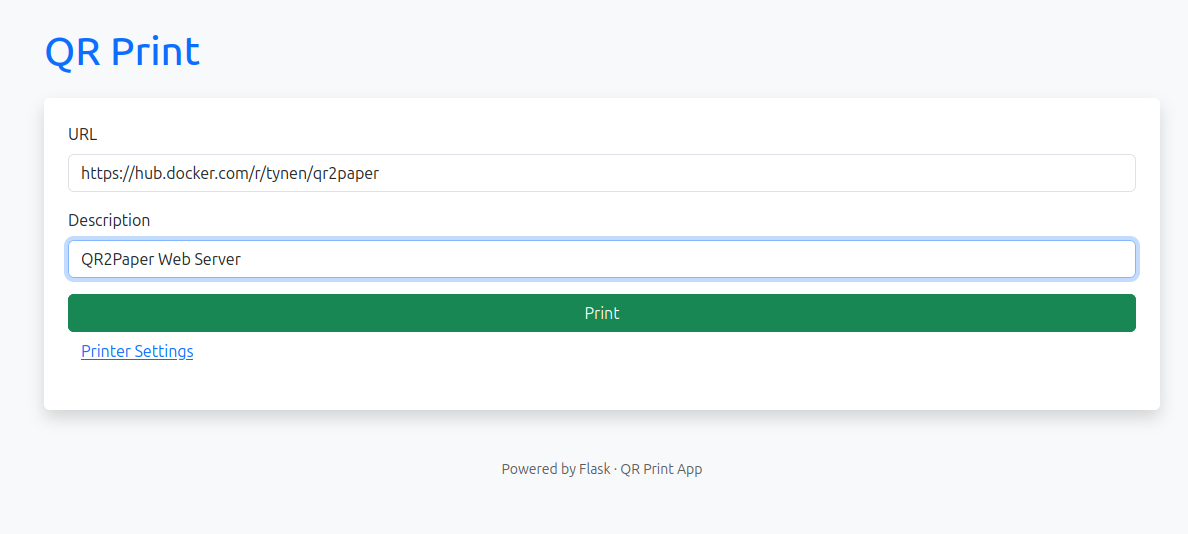 QR Print
URL
https://hub.docker.com/r/tynen/qr2paper
Description
QR2Paper Web Server
Print
Printer Settings
Powered by Flask · QR Print App